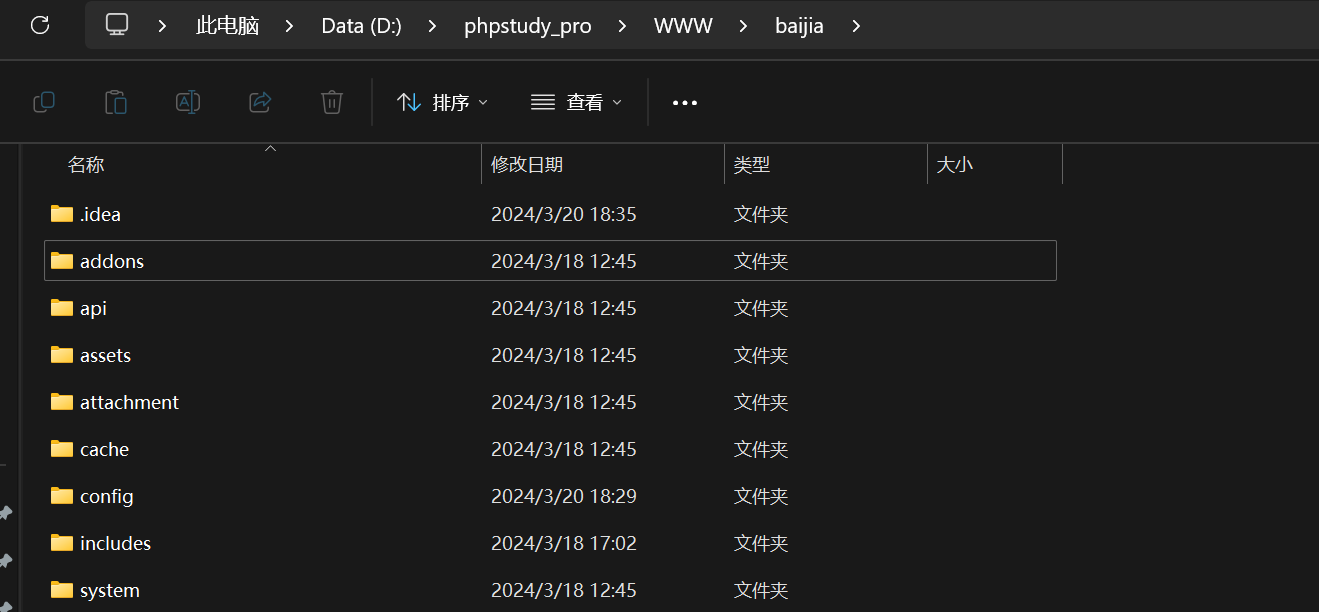 此电脑 Data (D:) phpstudy_pro WWW baijia
排序 查看
名称 修改日期 类型 大小
.idea 2024/3/20 18:35 文件夹
addons 2024/3/18 12:45 文件夹
api 2024/3/18 12:45 文件夹
assets 2024/3/18 12:45 文件夹
attachment 2024/3/18 12:45 文件夹
cache 2024/3/18 12:45 文件夹
config 2024/3/20 18:29 文件夹
includes 2024/3/18 17:02 文件夹
system 2024/3/18 12:45 文件夹